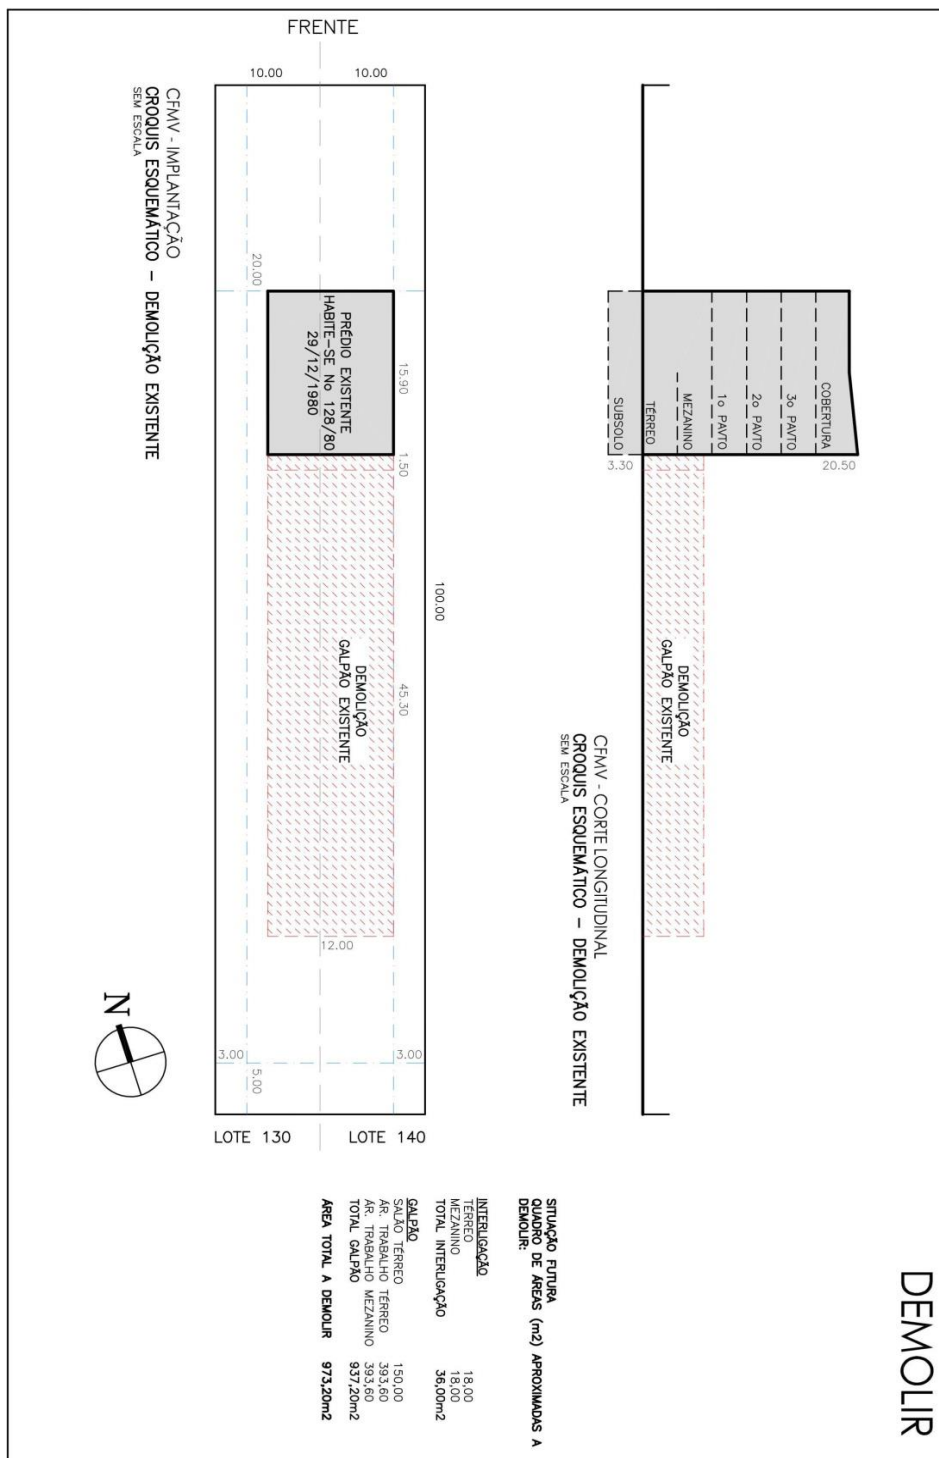 FRENTE
10.00
10.00
CFMV - IMPLANTAÇÃO
CROQUIS ESQUEMÁTICO - DEMOLIÇÃO EXISTENTE
SEM ESCALA
20.00
PRÉDIO EXISTENTE
HABITE-SE No 128/80
29/12/1980
15.90
1.50
100.00
45.30
DEMOLIÇÃO
GALPÃO EXISTENTE
12.00
3.00
3.00
5.00
LOTE 130
LOTE 140
N
COBERTURA
3o PAVTO
2o PAVTO
1o PAVTO
MEZANINO
TÉRREO
SUBSOLO
3.30
20.50
DEMOLIÇÃO
GALPÃO EXISTENTE
CFMV - CORTE LONGITUDINAL
CROQUIS ESQUEMÁTICO - DEMOLIÇÃO EXISTENTE
SEM ESCALA
SITUAÇÃO FUTURA
QUADRO DE ÁREAS (m2) APROXIMADAS A
DEMOLIR:
INTERLIGAÇÃO
TÉRREO 18,00
MEZANINO 18,00
TOTAL INTERLIGAÇÃO 36,00m2
GALPÃO
SALÃO TÉRREO 150,00
ÁR. TRABALHO TÉRREO 393,60
ÁR. TRABALHO MEZANINO 393,60
TOTAL GALPÃO 937,20m2
ÁREA TOTAL A DEMOLIR 973,20m2
DEMOLIR